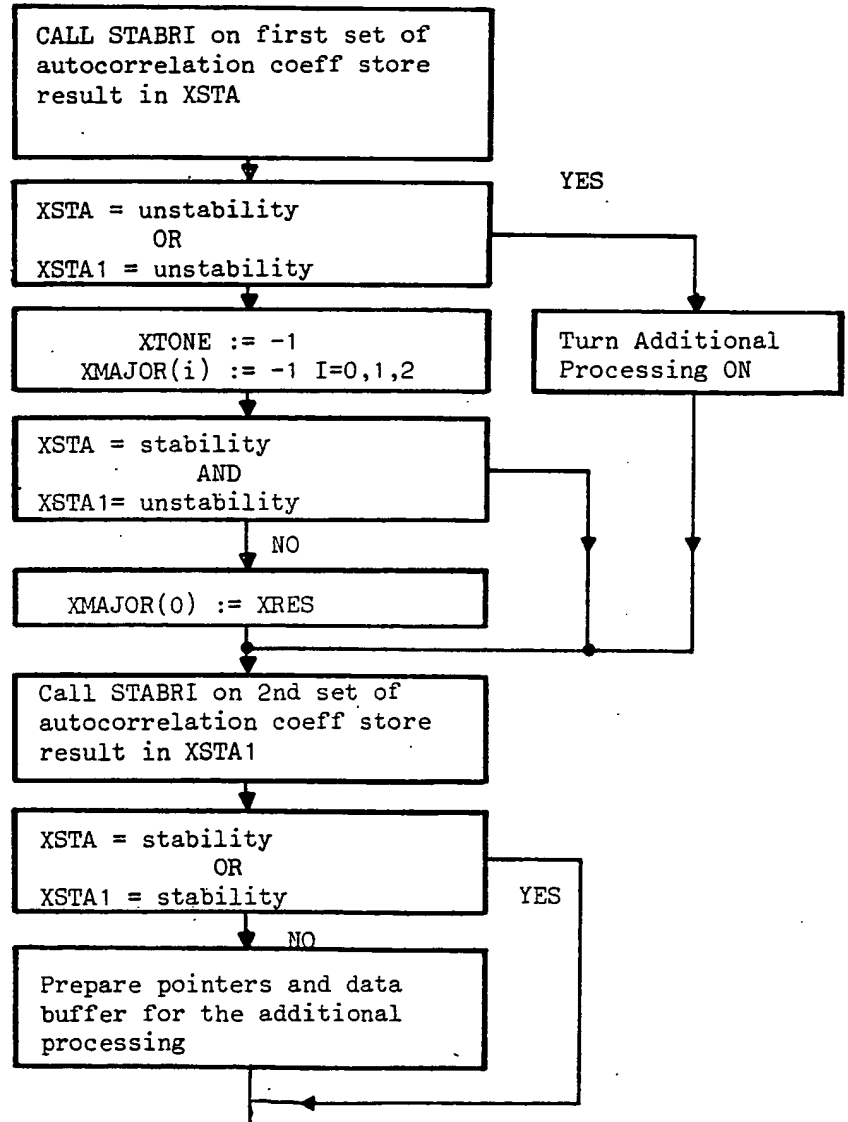 CALL STABRI on first set of
autocorrelation coeff store
result in XSTA
YES
XSTA = unstability
OR
XSTA1 = unstability
XTONE := -1
XMAJOR(i) := -1 I=0,1,2
Turn Additional
Processing ON
XSTA = stability
AND
XSTA1= unstability
NO
XMAJOR(0) := XRES
Call STABRI on 2nd set of
autocorrelation coeff store
result in XSTA1
XSTA = stability
OR
XSTA1 = stability
YES
NO
Prepare pointers and data
buffer for the additional
processing